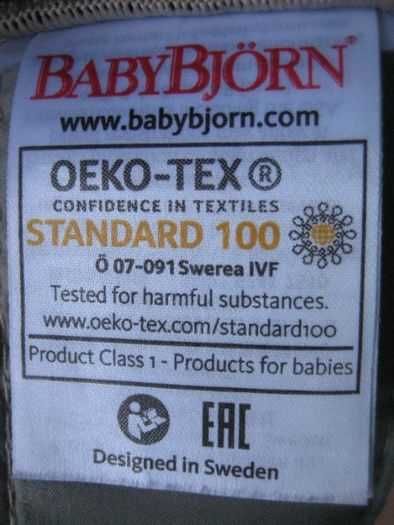 BABYBJÖRN®
www.babybjorn.com
OEKO-TEX®
CONFIDENCE IN TEXTILES
STANDARD 100
Ö 07-091 Swerea IVF
Tested for harmful substances.
www.oeko-tex.com/standard100
Product Class 1 - Products for babies
EAC
Designed in Sweden